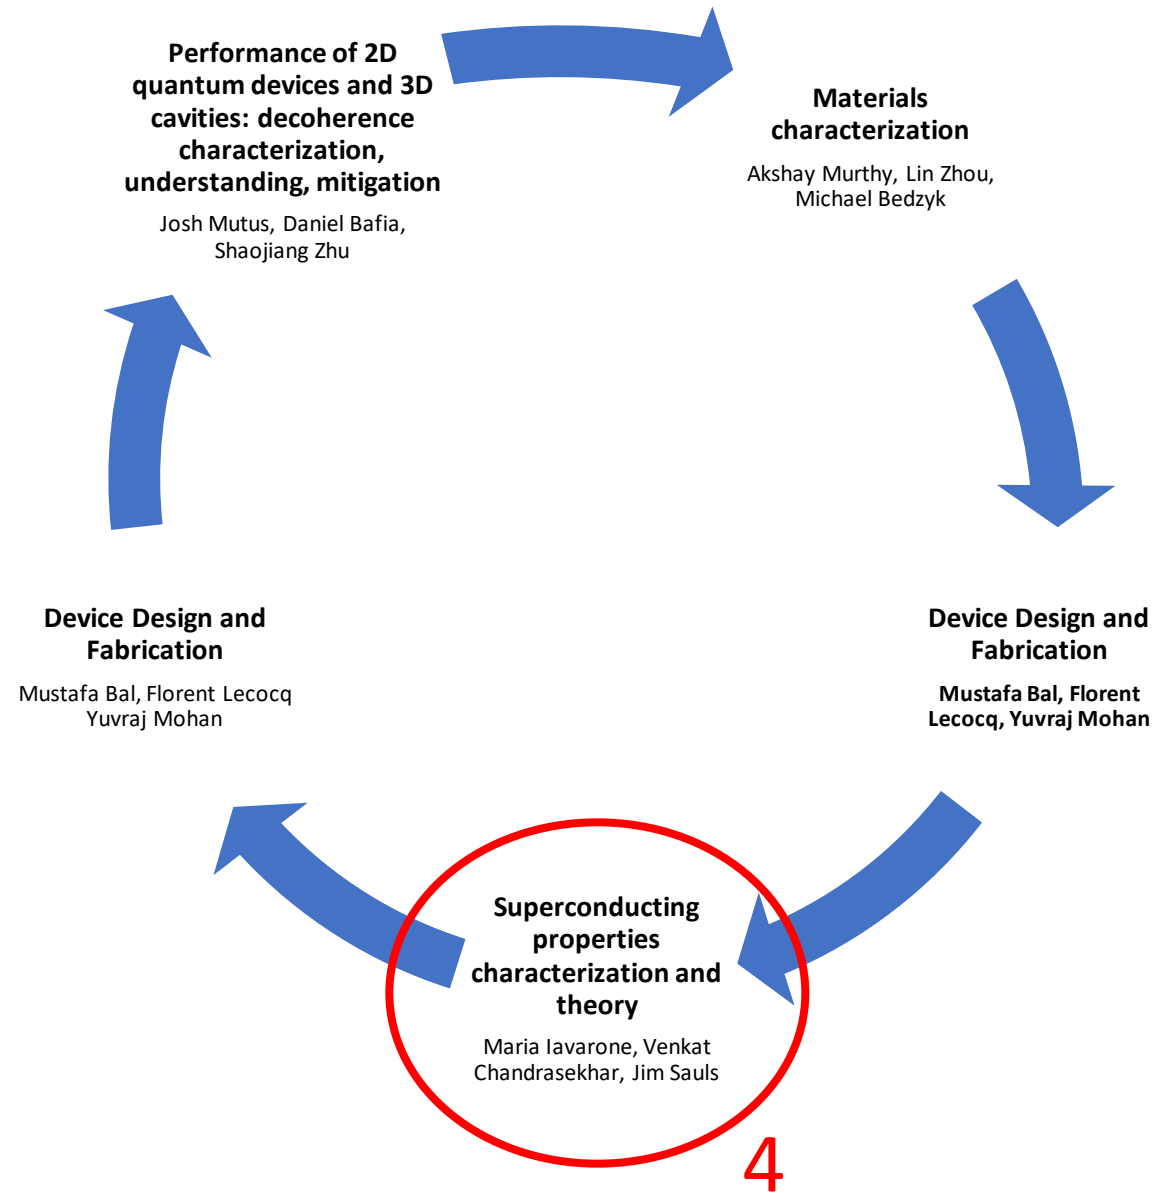 Performance of 2D
quantum devices and 3D
cavities: decoherence
characterization,
understanding, mitigation
Josh Mutus, Daniel Bafia,
Shaojiang Zhu
Materials
characterization
Akshay Murthy, Lin Zhou,
Michael Bedzyk
Device Design and
Fabrication
Mustafa Bal, Florent Lecocq
Yuvraj Mohan
Device Design and
Fabrication
Mustafa Bal, Florent
Lecocq, Yuvraj Mohan
Superconducting
properties
characterization and
theory
Maria Iavarone, Venkat
Chandrasekhar, Jim Sauls
4